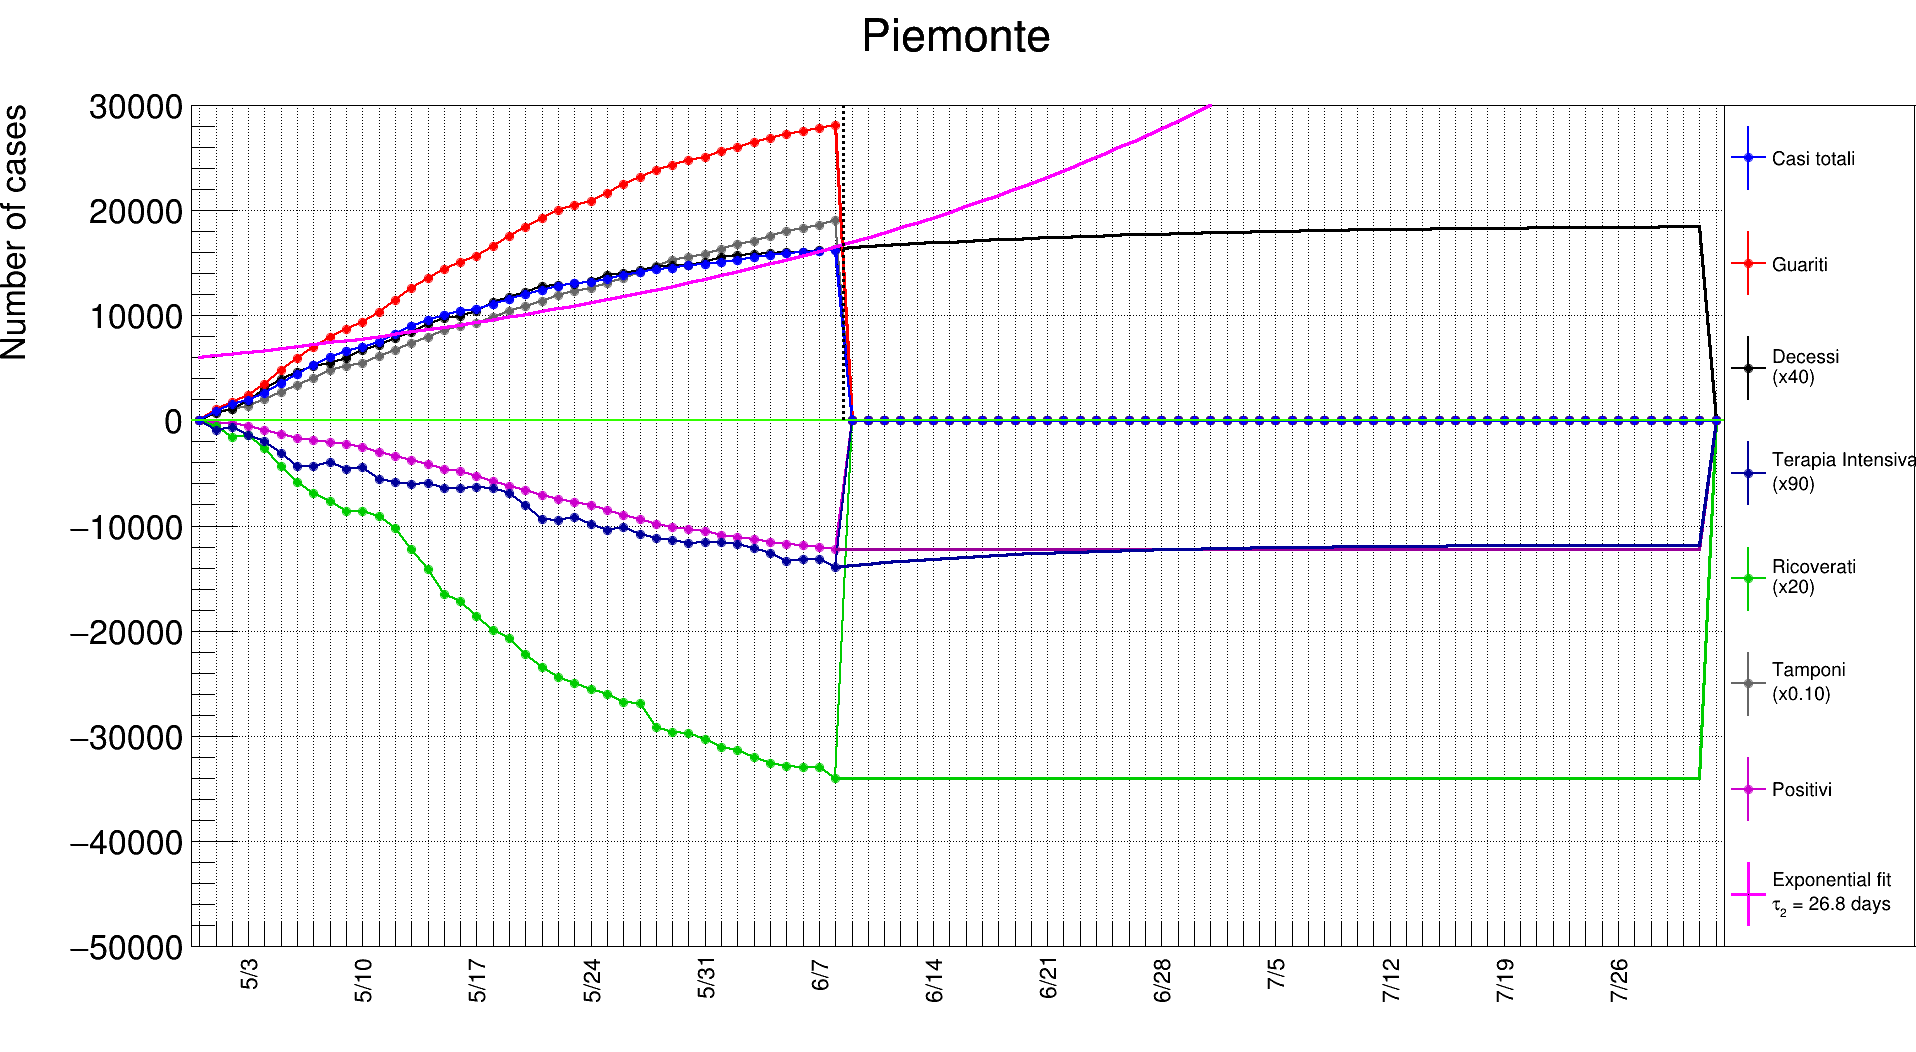 Piemonte
Number of cases
30000
20000
10000
0
−10000
−20000
−30000
−40000
−50000
5/3
5/10
5/17
5/24
5/31
6/7
6/14
6/21
6/28
7/5
7/12
7/19
7/26
Casi totali
Guariti
Decessi
(x40)
Terapia Intensiva
(x90)
Ricoverati
(x20)
Tamponi
(x0.10)
Positivi
Exponential fit
τ2 = 26.8 days